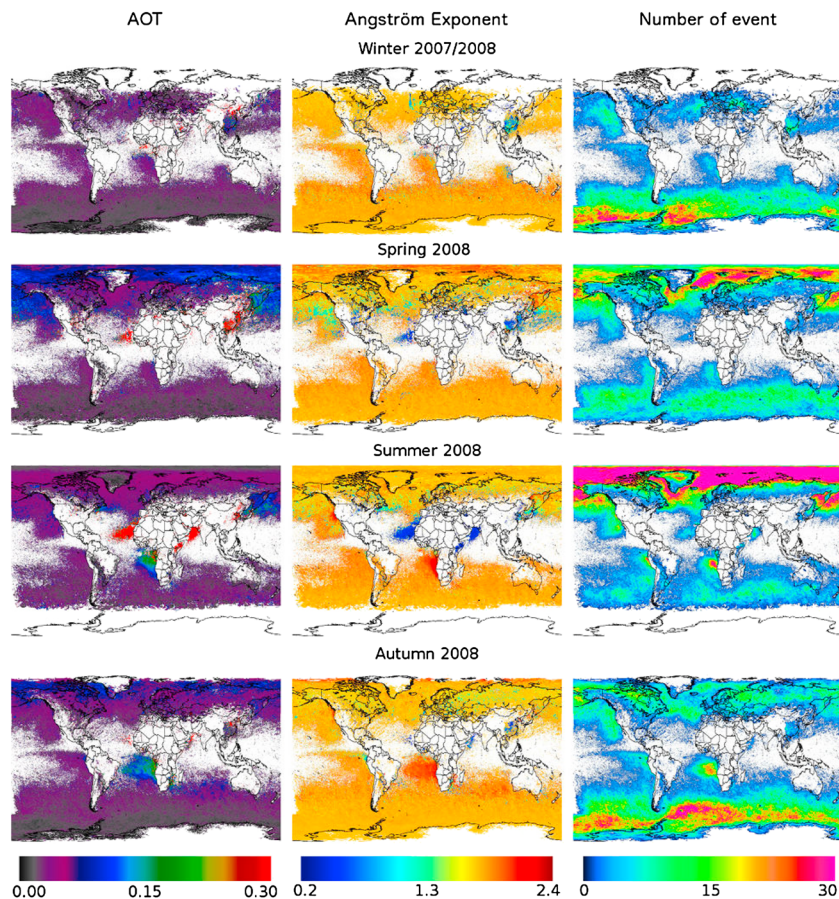 AOT Angström Exponent Number of event
Winter 2007/2008
Spring 2008
Summer 2008
Autumn 2008
0.00 0.15 0.30 0.2 1.3 2.4 0 15 30